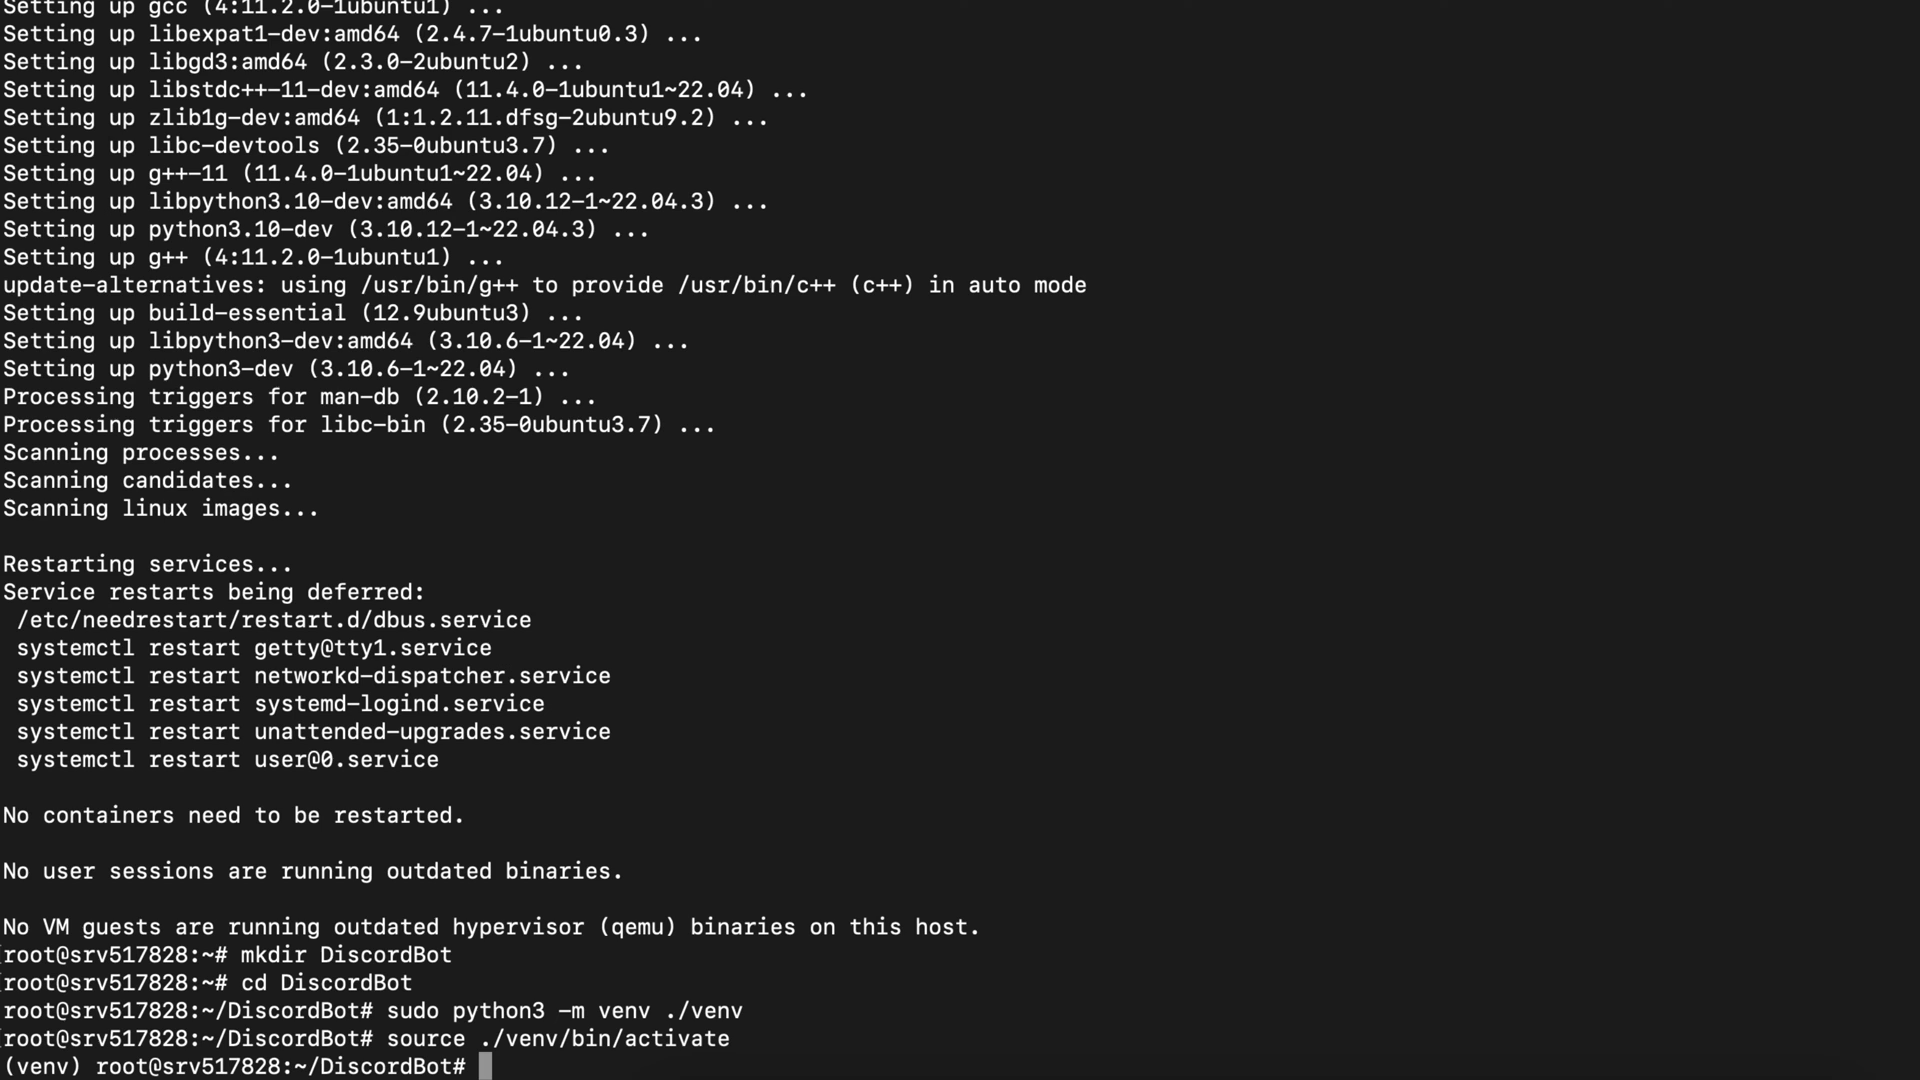 Setting up gcc (4:11.2.0-1ubuntu1) ...
Setting up libexpat1-dev:amd64 (2.4.7-1ubuntu0.3) ...
Setting up libgd3:amd64 (2.3.0-2ubuntu2) ...
Setting up libstdc++-11-dev:amd64 (11.4.0-1ubuntu1~22.04) ...
Setting up zlib1g-dev:amd64 (1:1.2.11.dfsg-2ubuntu9.2) ...
Setting up libc-devtools (2.35-0ubuntu3.7) ...
Setting up g++-11 (11.4.0-1ubuntu1~22.04) ...
Setting up libpython3.10-dev:amd64 (3.10.12-1~22.04.3) ...
Setting up python3.10-dev (3.10.12-1~22.04.3) ...
Setting up g++ (4:11.2.0-1ubuntu1) ...
update-alternatives: using /usr/bin/g++ to provide /usr/bin/c++ (c++) in auto mode
Setting up build-essential (12.9ubuntu3) ...
Setting up libpython3-dev:amd64 (3.10.6-1~22.04) ...
Setting up python3-dev (3.10.6-1~22.04) ...
Processing triggers for man-db (2.10.2-1) ...
Processing triggers for libc-bin (2.35-0ubuntu3.7) ...
Scanning processes...
Scanning candidates...
Scanning linux images...
Restarting services...
Service restarts being deferred:
/etc/needrestart/restart.d/dbus.service
systemctl restart getty@tty1.service
systemctl restart networkd-dispatcher.service
systemctl restart systemd-logind.service
systemctl restart unattended-upgrades.service
systemctl restart user@0.service
No containers need to be restarted.
No user sessions are running outdated binaries.
No VM guests are running outdated hypervisor (qemu) binaries on this host.
[root@srv517828:~# mkdir DiscordBot
[root@srv517828:~# cd DiscordBot
root@srv517828:~/DiscordBot# sudo python3 -m venv ./venv
[root@srv517828:~/DiscordBot# source ./venv/bin/activate
(venv) root@srv517828:~/DiscordBot#